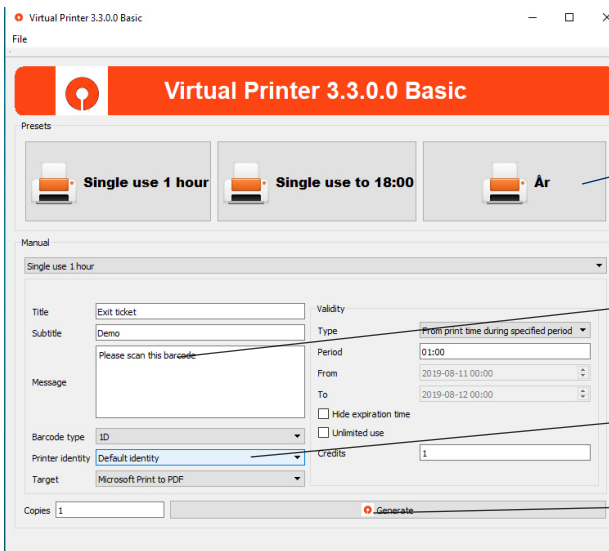 Virtual Printer 3.3.0.0 Basic
File
Virtual Printer 3.3.0.0 Basic
Presets
Single use 1 hour
Single use to 18:00
År
Manual
Single use 1 hour
Title
Exit ticket
Subtitle
Demo
Message
Please scan this barcode
Barcode type
1D
Printer identity
Default identity
Target
Microsoft Print to PDF
Validity
Type
From print time during specified period
Period
01:00
From
2019-08-11 00:00
To
2019-08-12 00:00
Hide expiration time
Unlimited use
Credits
1
Copies
1
Generate